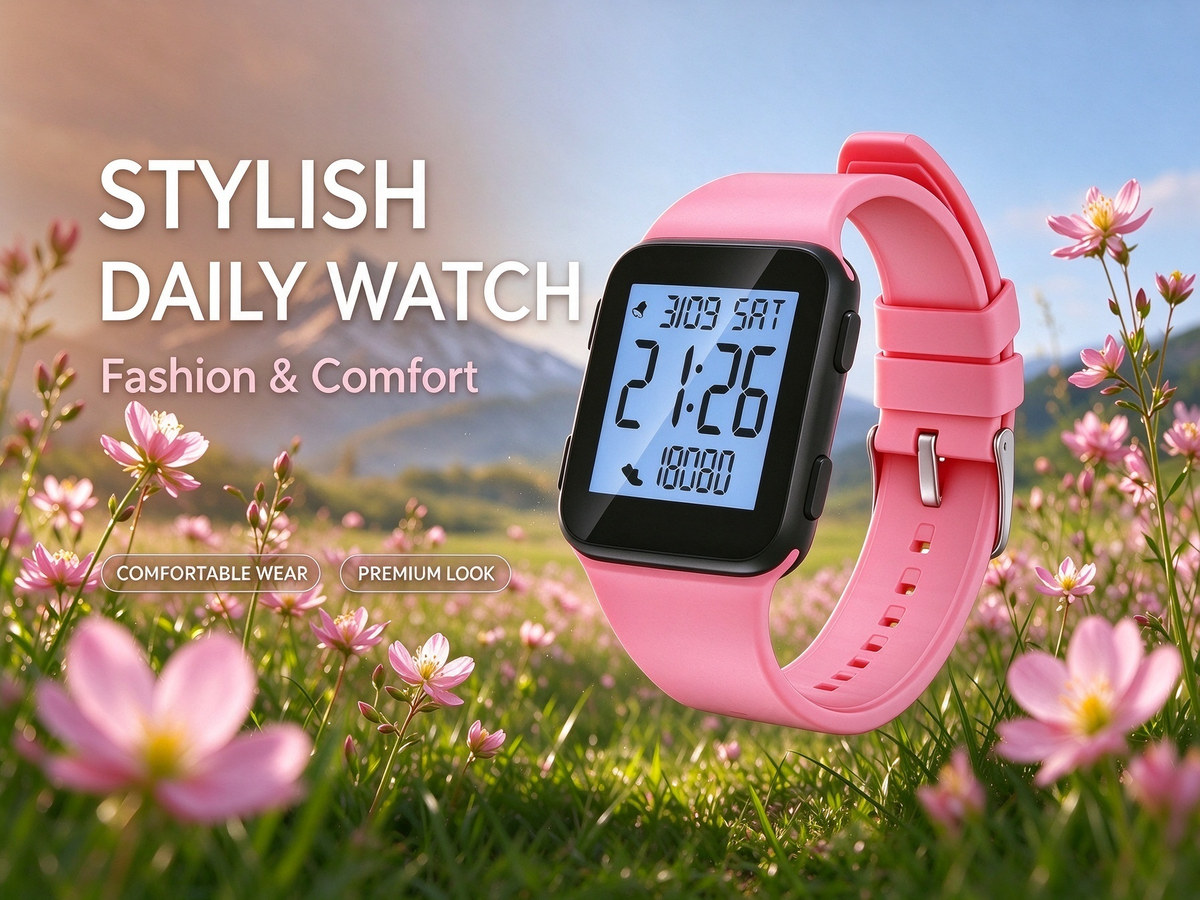 STYLISH
DAILY WATCH
Fashion & Comfort
COMFORTABLE WEAR
PREMIUM LOOK
3109 SAT
21:26
18080